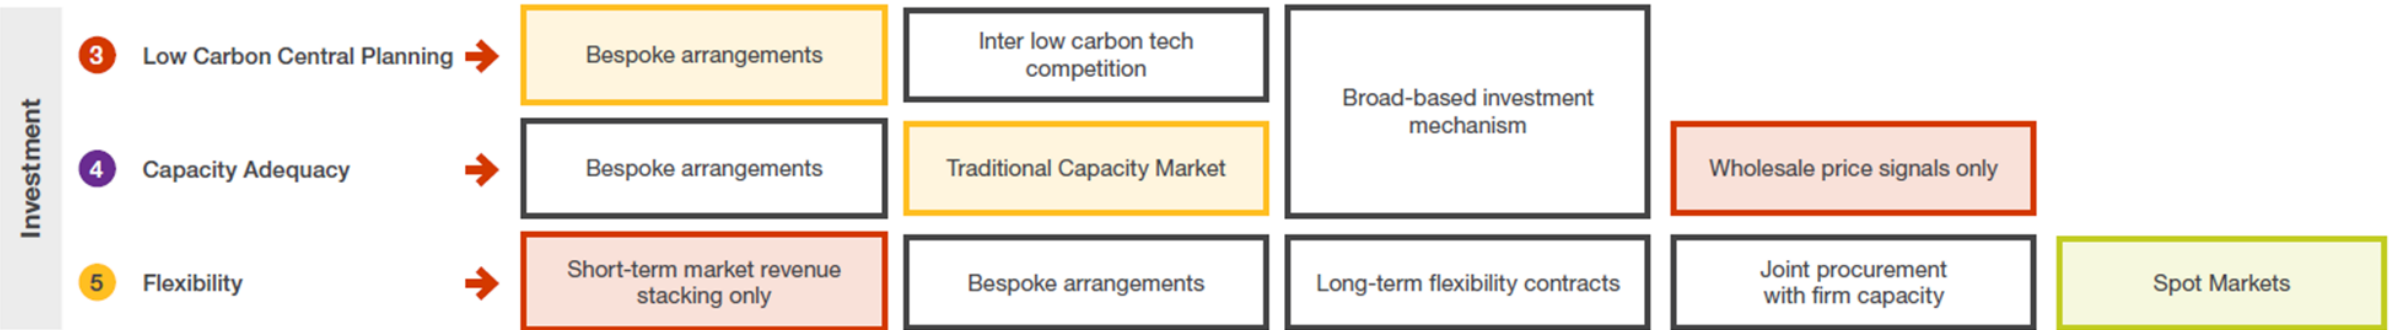 Investment
3 Low Carbon Central Planning
Bespoke arrangements
Inter low carbon tech
competition
Broad-based investment
mechanism
4 Capacity Adequacy
Bespoke arrangements
Traditional Capacity Market
Wholesale price signals only
5 Flexibility
Short-term market revenue
stacking only
Bespoke arrangements
Long-term flexibility contracts
Joint procurement
with firm capacity
Spot Markets